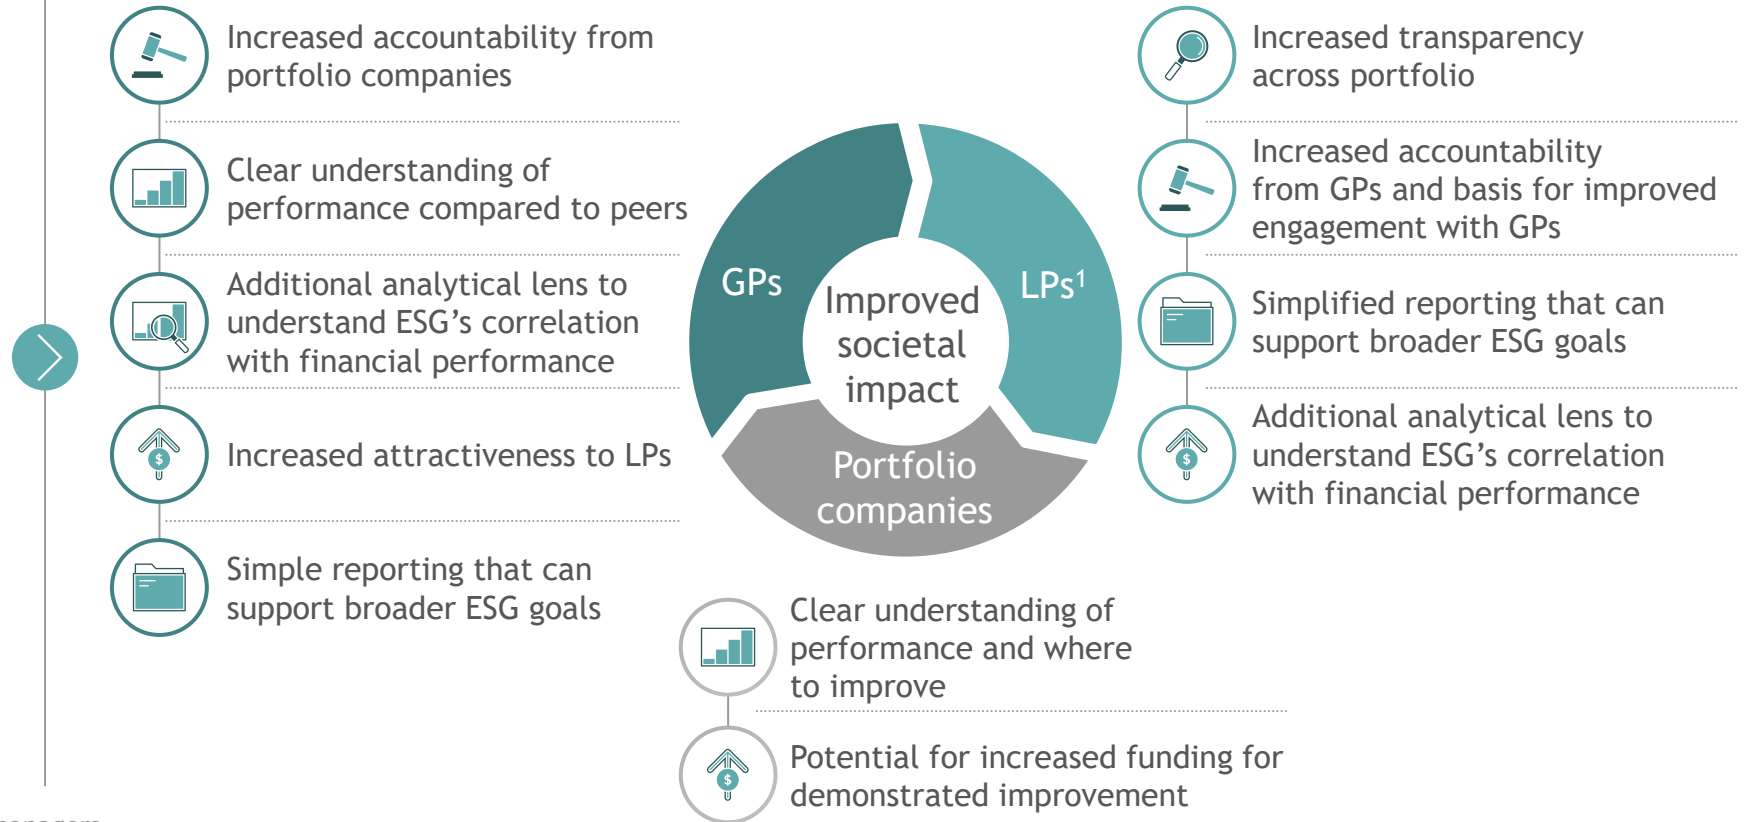 Increased accountability from
portfolio companies
Clear understanding of
performance compared to peers
Additional analytical lens to
understand ESG’s correlation
with financial performance
Increased attractiveness to LPs
Simple reporting that can
support broader ESG goals
GPs
LPs¹
Improved
societal
impact
Portfolio
companies
Increased transparency
across portfolio
Increased accountability
from GPs and basis for improved
engagement with GPs
Simplified reporting that can
support broader ESG goals
Additional analytical lens to
understand ESG’s correlation
with financial performance
Clear understanding of
performance and where
to improve
Potential for increased funding for
demonstrated improvement
$
$
$